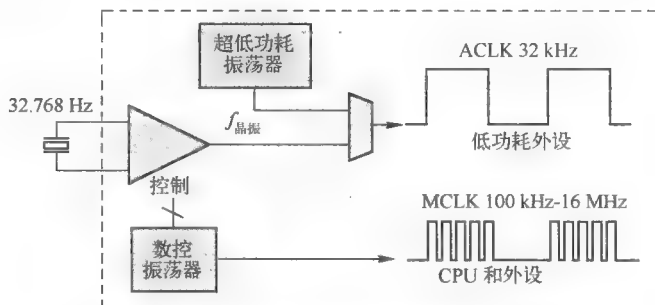 超低功耗
振荡器
ACLK 32 kHz
32.768 Hz
f晶振
低功耗外设
控制
MCLK 100 kHz-16 MHz
数控
振荡器
CPU 和外设